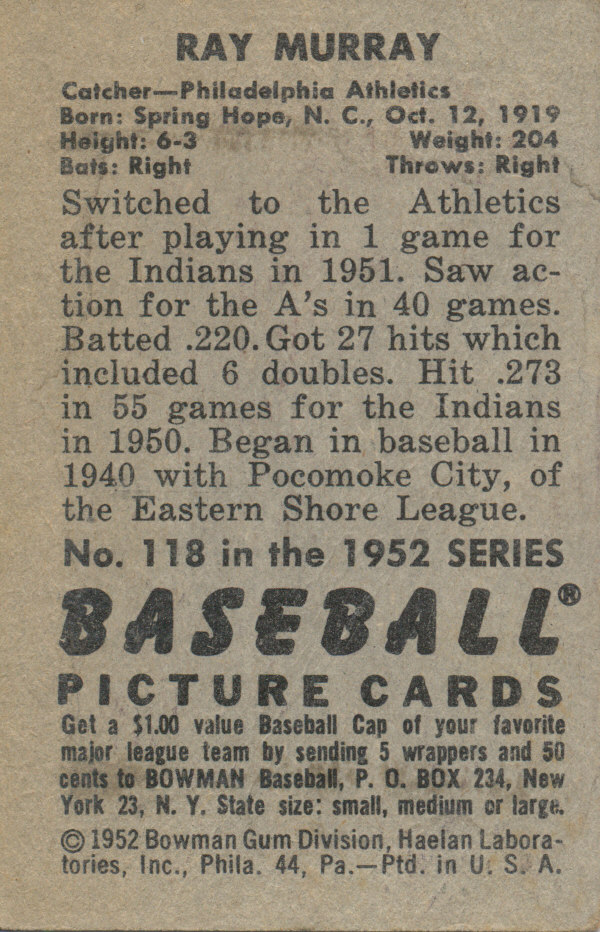 RAY MURRAY
Catcher—Philadelphia Athletics
Born: Spring Hope, N. C., Oct. 12, 1919
Height: 6-3 Weight: 204
Bats: Right Throws: Right
Switched to the Athletics
after playing in 1 game for
the Indians in 1951. Saw ac-
tion for the A's in 40 games.
Batted .220. Got 27 hits which
included 6 doubles. Hit .273
in 55 games for the Indians
in 1950. Began in baseball in
1940 with Pocomoke City, of
the Eastern Shore League.
No. 118 in the 1952 SERIES
BASEBALL®
PICTURE CARDS
Get a $1.00 value Baseball Cap of your favorite
major league team by sending 5 wrappers and 50
cents to BOWMAN Baseball, P. O. BOX 234, New
York 23, N. Y. State size: small, medium or large.
© 1952 Bowman Gum Division, Haelan Labora-
tories, Inc., Phila. 44, Pa.—Ptd. in U. S. A.